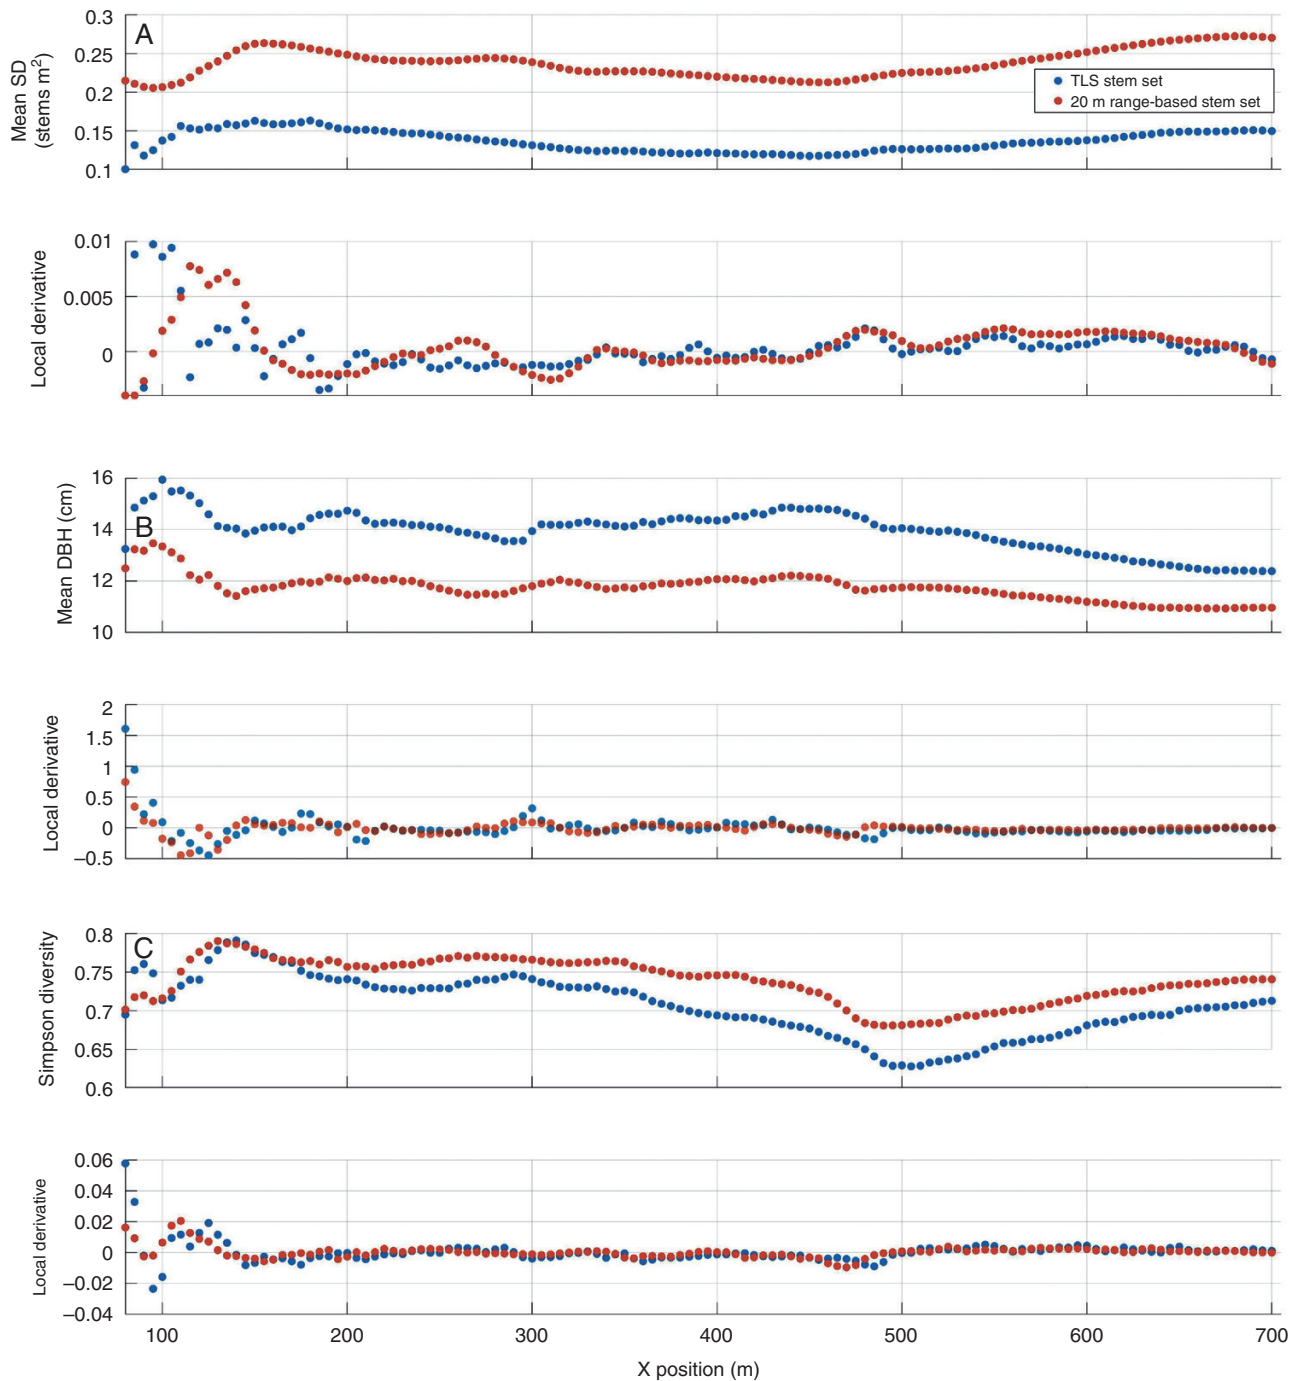 A
Mean SD
(stems m²)
0.3
0.25
0.2
0.15
0.1
TLS stem set
20 m range-based stem set
Local derivative
0.01
0.005
0
B
Mean DBH (cm)
16
14
12
10
Local derivative
2
1.5
1
0.5
0
–0.5
C
Simpson diversity
0.8
0.75
0.7
0.65
0.6
Local derivative
0.06
0.04
0.02
0
–0.02
–0.04
100 200 300 400 500 600 700
X position (m)